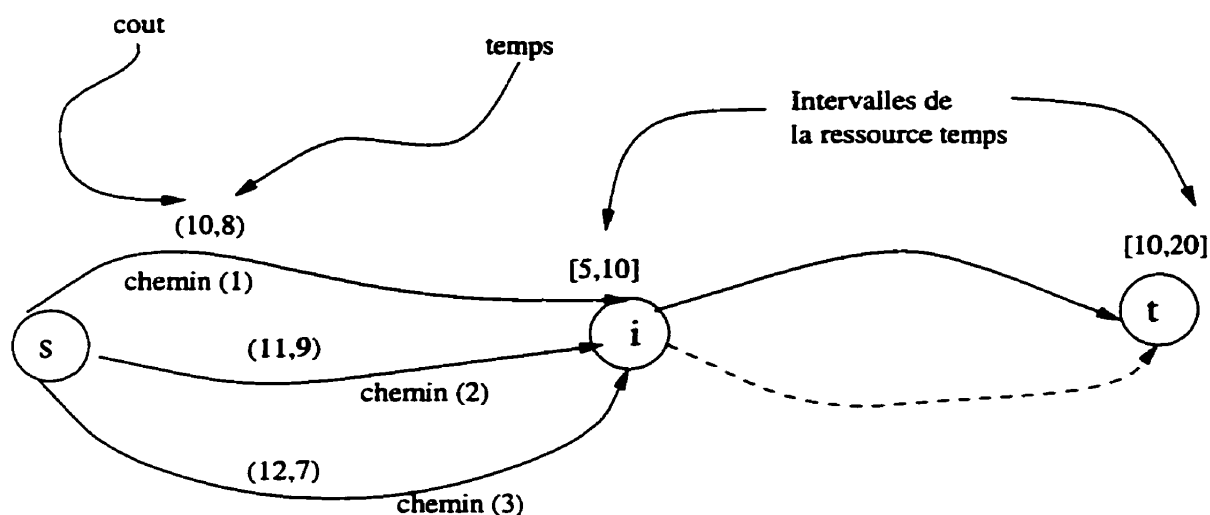 cout
temps
Intervalles de
la ressource temps
(10,8)
[10,20]
chemin (1)
[5,10]
s
(11,9)
i
t
chemin (2)
(12,7)
chemin (3)